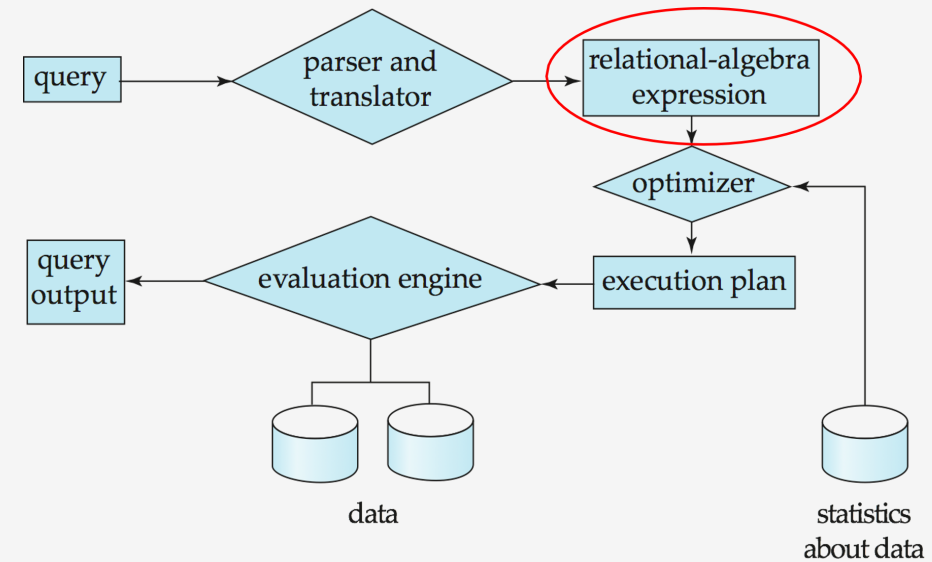 query
parser and
translator
relational-algebra
expression
optimizer
query
output
evaluation engine
execution plan
data
statistics
about data